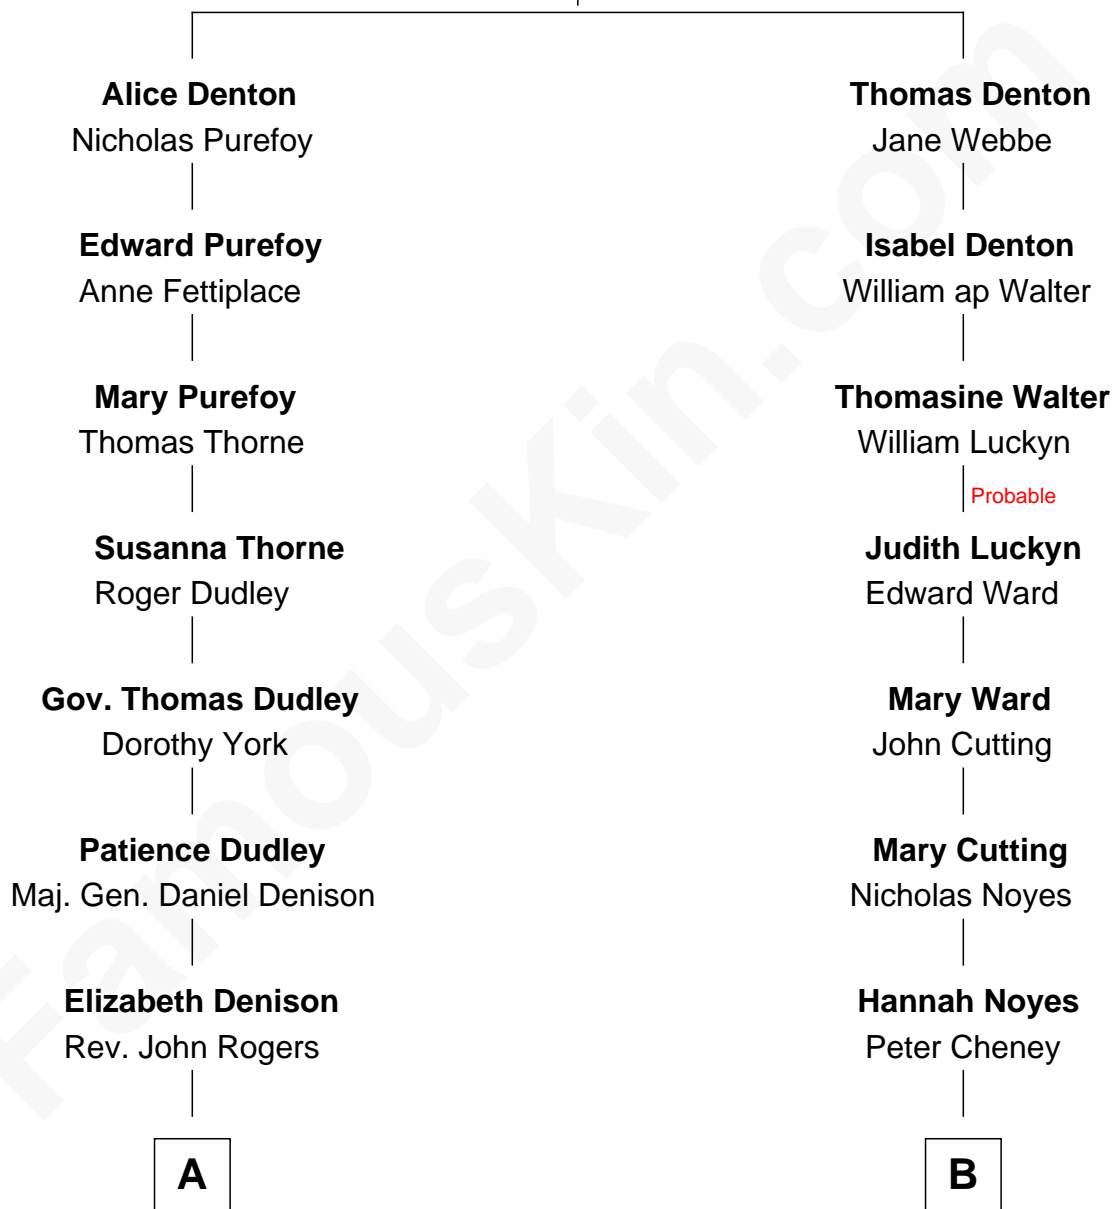 Alice Denton
Nicholas Purefoy
Edward Purefoy
Anne Fettiplace
Mary Purefoy
Thomas Thorne
Susanna Thorne
Roger Dudley
Gov. Thomas Dudley
Dorothy York
Patience Dudley
Maj. Gen. Daniel Denison
Elizabeth Denison
Rev. John Rogers
A
Thomas Denton
Jane Webbe
Isabel Denton
William ap Walter
Thomasine Walter
William Luckyn
Probable
Judith Luckyn
Edward Ward
Mary Ward
John Cutting
Mary Cutting
Nicholas Noyes
Hannah Noyes
Peter Cheney
B
FamousKin.com